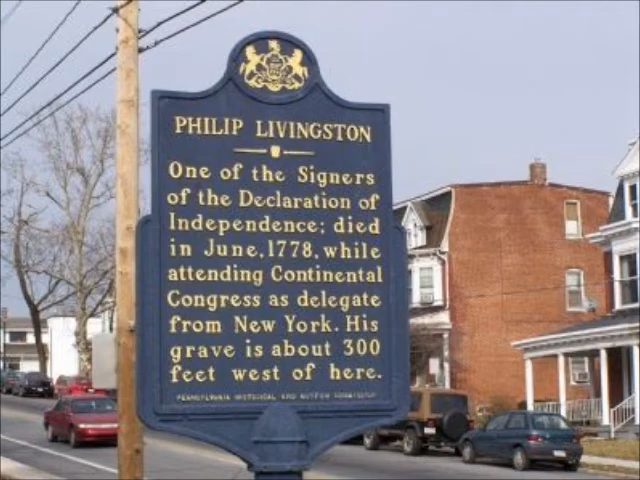 PHILIP LIVINGSTON
One of the Signers
of the Declaration of
Independence; died
in June, 1778, while
attending Continental
Congress as delegate
from New York. His
grave is about 300
feet west of here.
PENNSYLVANIA HISTORICAL AND MUSEUM COMMISSION